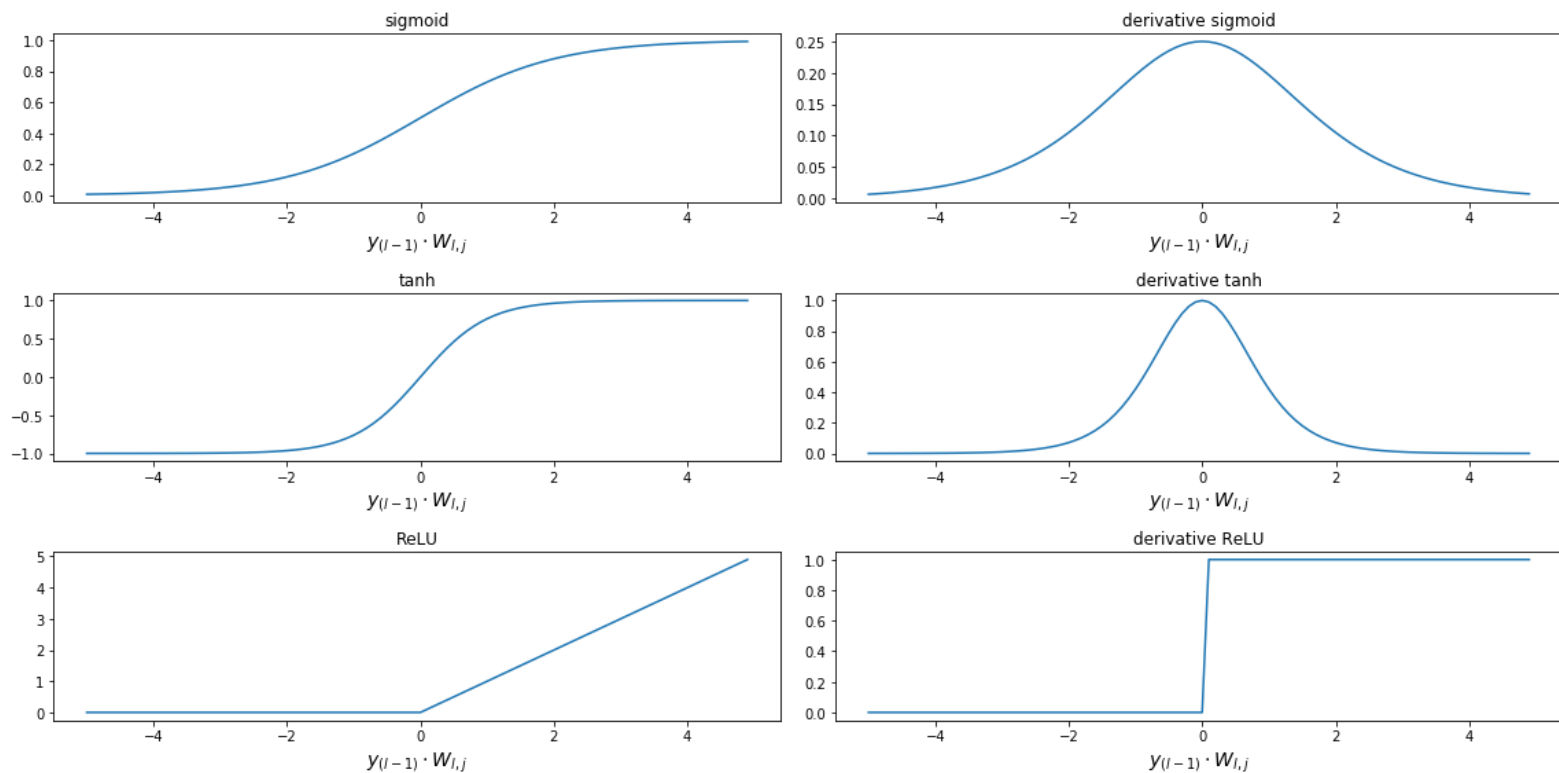 sigmoid
1.0
0.8
0.6
0.4
0.2
0.0
−4 −2 0 2 4
y(l−1) · Wl,j
derivative sigmoid
0.25
0.20
0.15
0.10
0.05
0.00
−4 −2 0 2 4
y(l−1) · Wl,j
tanh
1.0
0.5
0.0
−0.5
−1.0
−4 −2 0 2 4
y(l−1) · Wl,j
derivative tanh
1.0
0.8
0.6
0.4
0.2
0.0
−4 −2 0 2 4
y(l−1) · Wl,j
ReLU
5
4
3
2
1
0
−4 −2 0 2 4
y(l−1) · Wl,j
derivative ReLU
1.0
0.8
0.6
0.4
0.2
0.0
−4 −2 0 2 4
y(l−1) · Wl,j